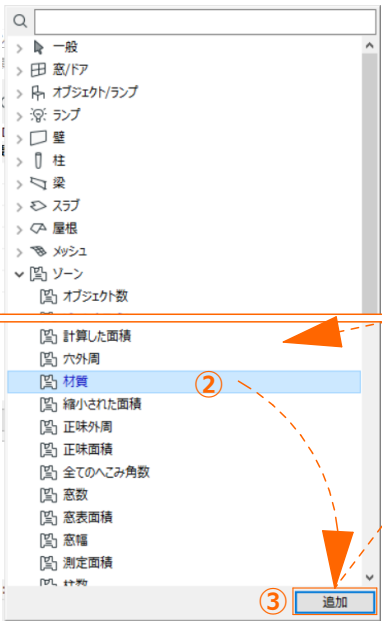 一般
窓/ドア
オブジェクト/ランプ
ランプ
壁
柱
梁
スラブ
屋根
メッシュ
ゾーン
オブジェクト数
計算した面積
穴外周
材質
②
縮小された面積
正味外周
正味面積
全てのへこみ角数
窓数
窓表面積
窓幅
測定面積
柱数
③ 追加